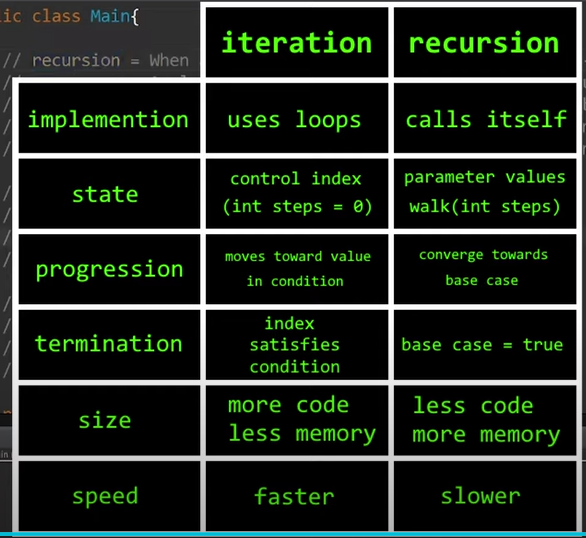 ic class Main{
// recursion = When
iteration recursion
implemention uses loops calls itself
state control index parameter values
(int steps = 0) walk(int steps)
progression moves toward value converge towards
in condition base case
termination index base case = true
satisfies
condition
size more code less code
less memory more memory
speed faster slower